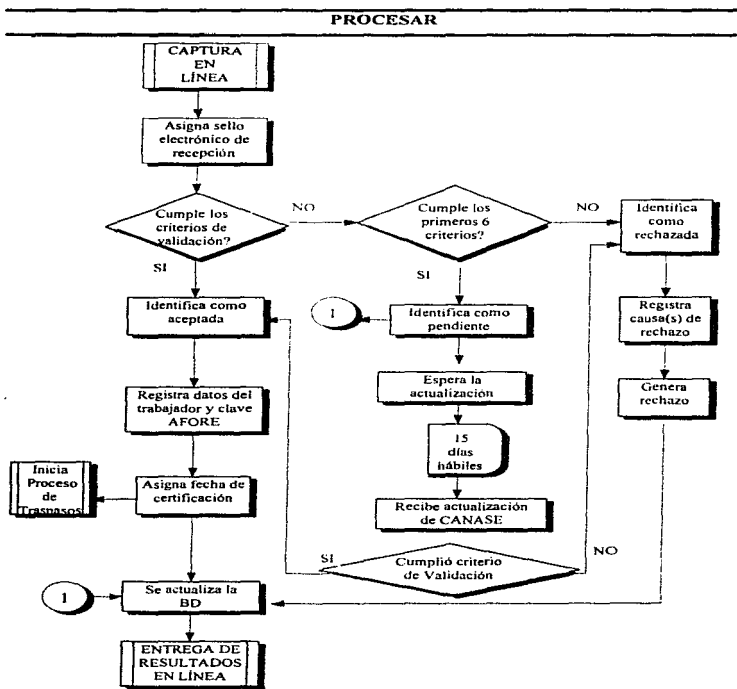 PROCESAR
CAPTURA
EN
LÍNEA
Asigna sello
electrónico de
recepción
Cumple los
criterios de
validación?
NO
Cumple los
primeros 6
criterios?
NO
Identifica
como
rechazada
SI
SI
Identifica como
aceptada
1
Identifica como
pendiente
Registra
causa(s) de
rechazo
Registra datos del
trabajador y clave
AFORE
Espera la
actualización
Genera
rechazo
15
días
hábiles
Inicia
Proceso
de
Traspasos
Asigna fecha de
certificación
Recibe actualización
de CANASE
SI
Cumplió criterio
de Validación
NO
1
Se actualiza la
BD
ENTREGA DE
RESULTADOS
EN LÍNEA